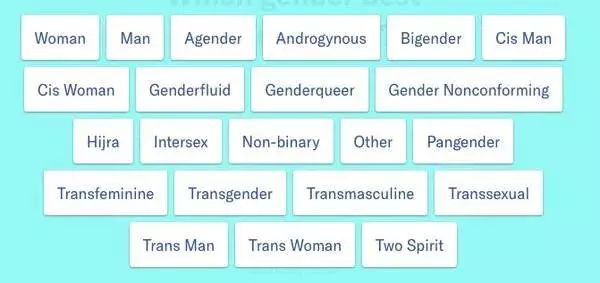 Woman Man Agender Androgynous Bigender Cis Man
Cis Woman Genderfluid Genderqueer Gender Nonconforming
Hijra Intersex Non-binary Other Pangender
Transfeminine Transgender Transmasculine Transsexual
Trans Man Trans Woman Two Spirit